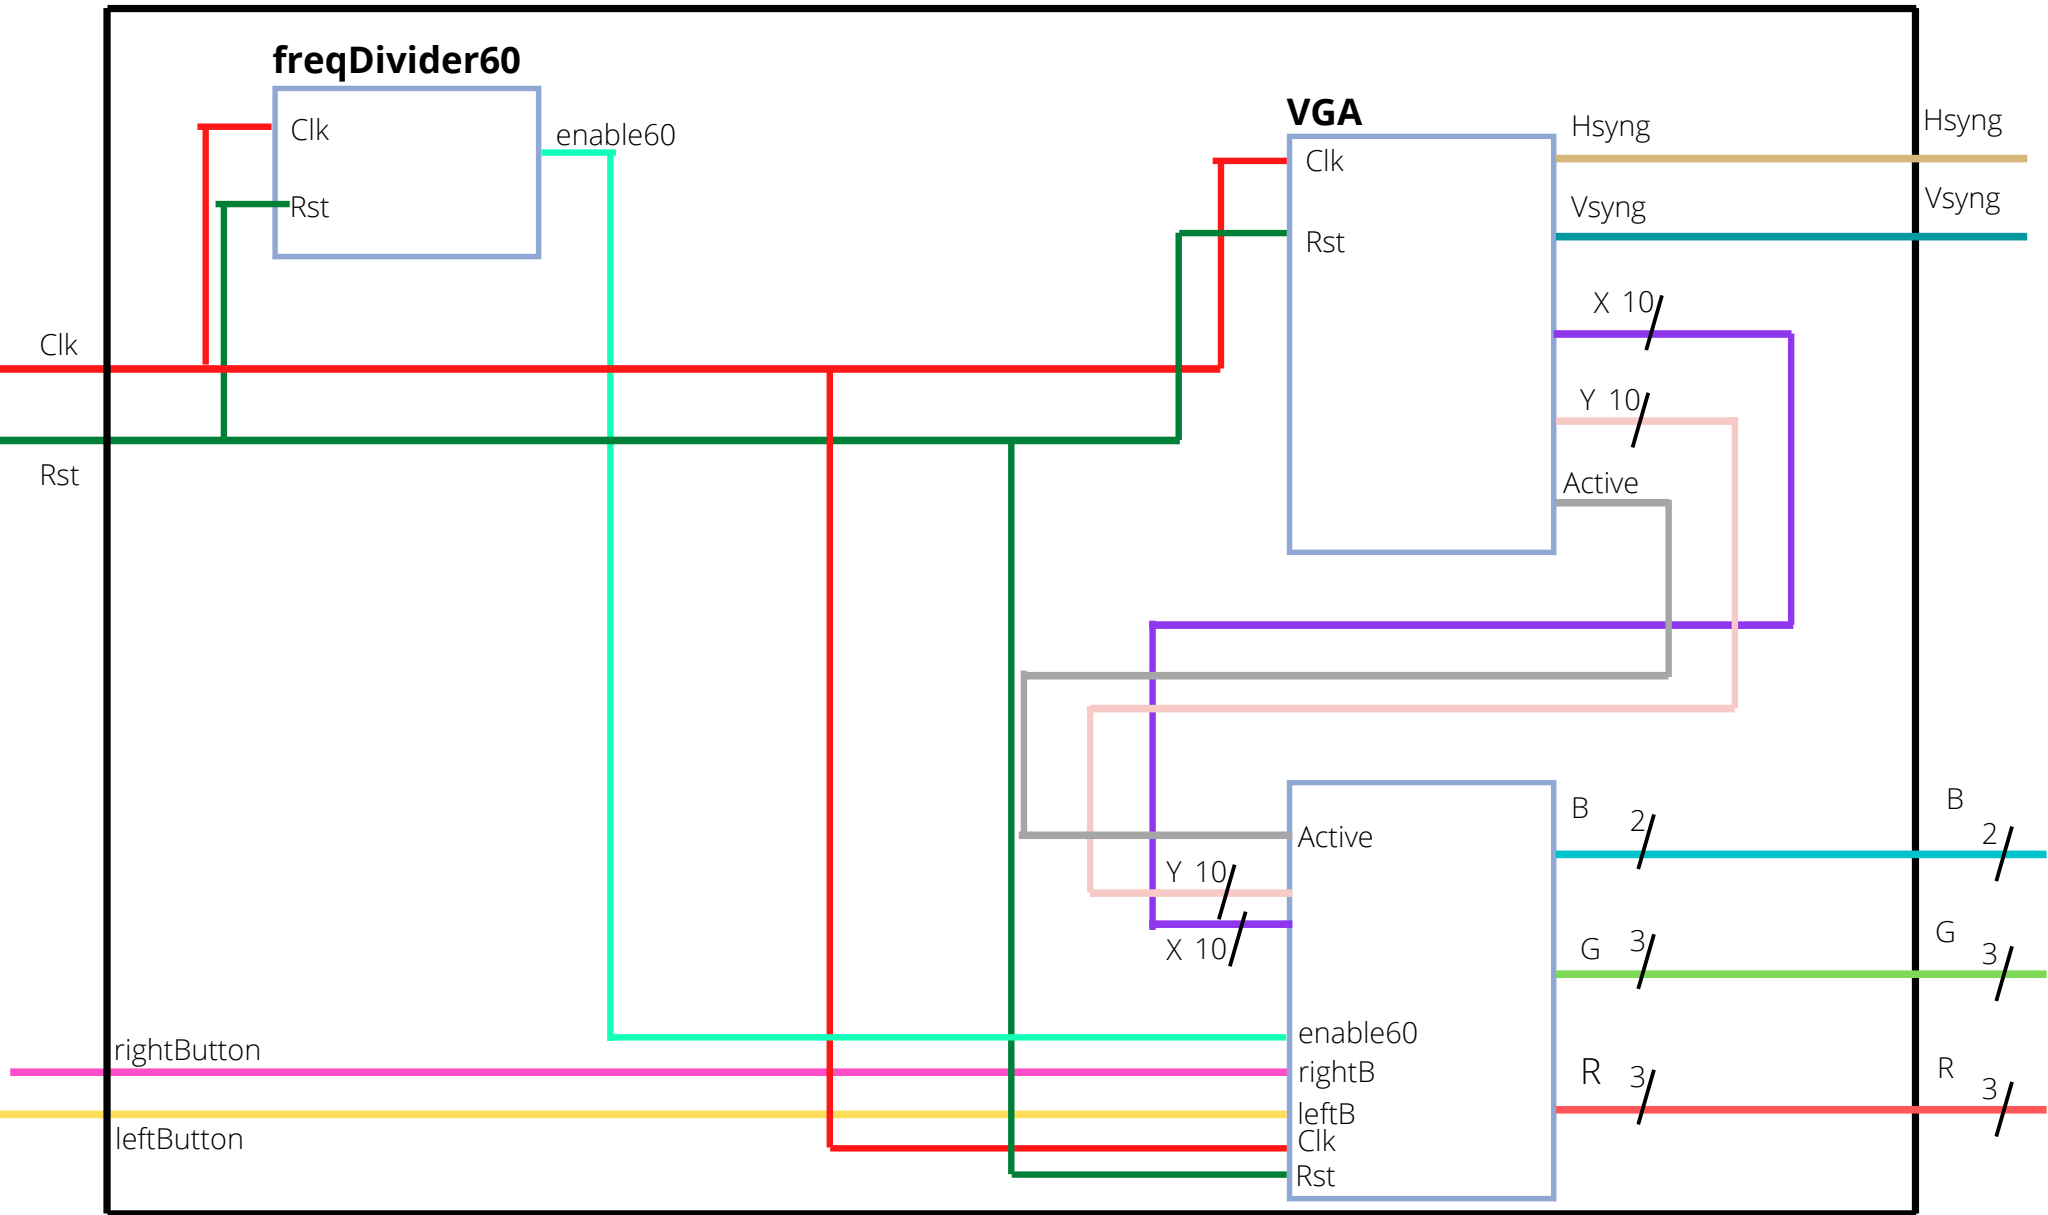 freqDivider60
Clk
enable60
Rst
VGA
Clk
Rst
Hsyng
Hsyng
Vsyng
Vsyng
X 10
Y 10
Active
Clk
Rst
Active
Y 10
X 10
enable60
rightB
leftB
Clk
Rst
rightButton
leftButton
B 2
B
2
G 3
G
3
R 3
R
3